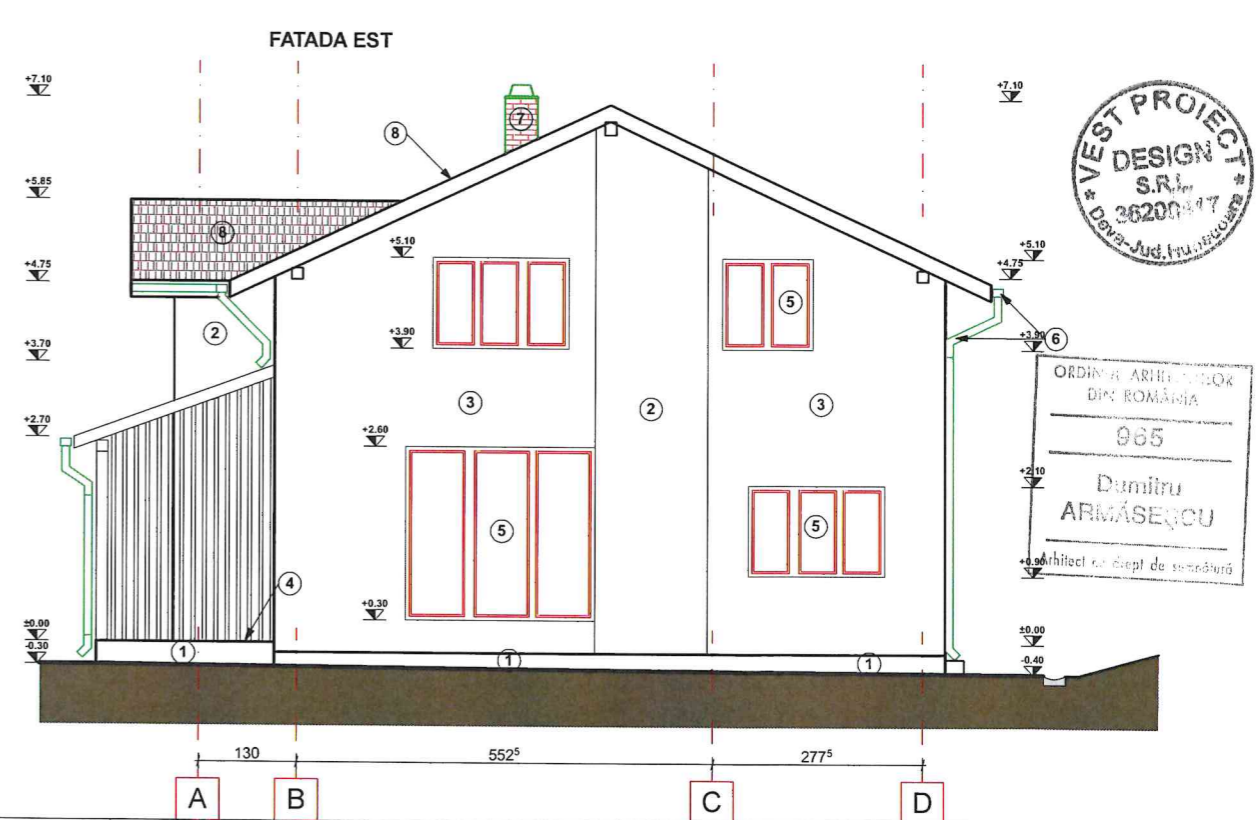 FATADA EST
+7.10
+7.10
VEST PROIECT
DESIGN
S.R.L.
7
8
+5.85
8
+5.10
+5.10
+4.75
+4.75
5
2
+3.90
+3.90
6
+3.70
3
2
3
ORDINUL ARHITECȚILOR
DIN ROMÂNIA
965
+2.70
+2.60
+2.10
Dumitru
ARMĂSESCU
5
5
Arhitect cu drept de semnătură
+0.90
4
+0.30
±0.00
±0.00
-0.30
-0.40
1
1
1
130
552⁵
277⁵
A
B
C
D